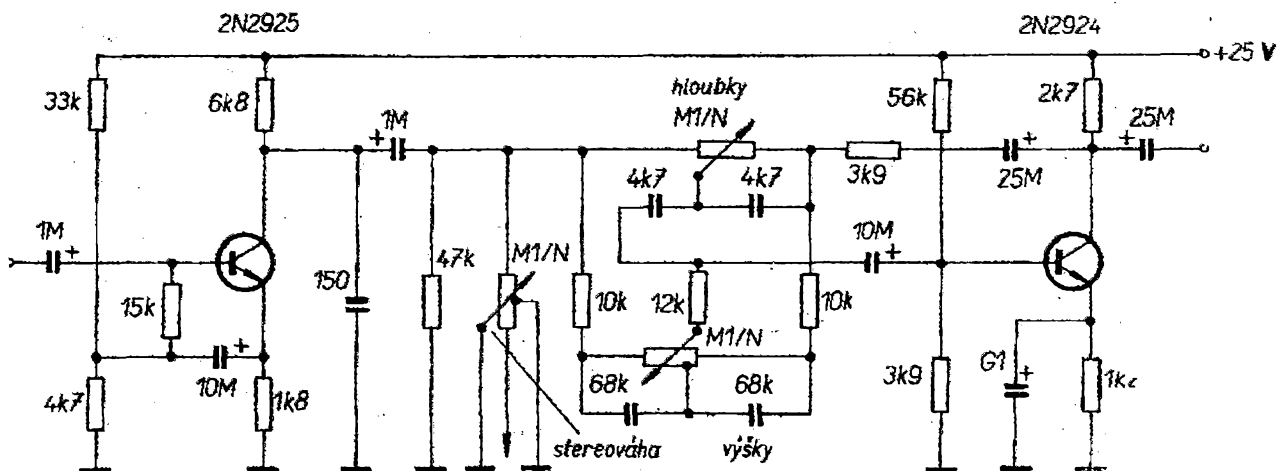 2N2925
2N2924
+25 V
33k
6k8
1M
hloubky
M1/N
56k
2k7
25M
4k7
4k7
3k9
25M
1M
150
47k
M1/N
10k
12k
10k
10M
15k
M1/N
10M
4k7
1k8
68k
68k
3k9
G1
stereováha
výšky